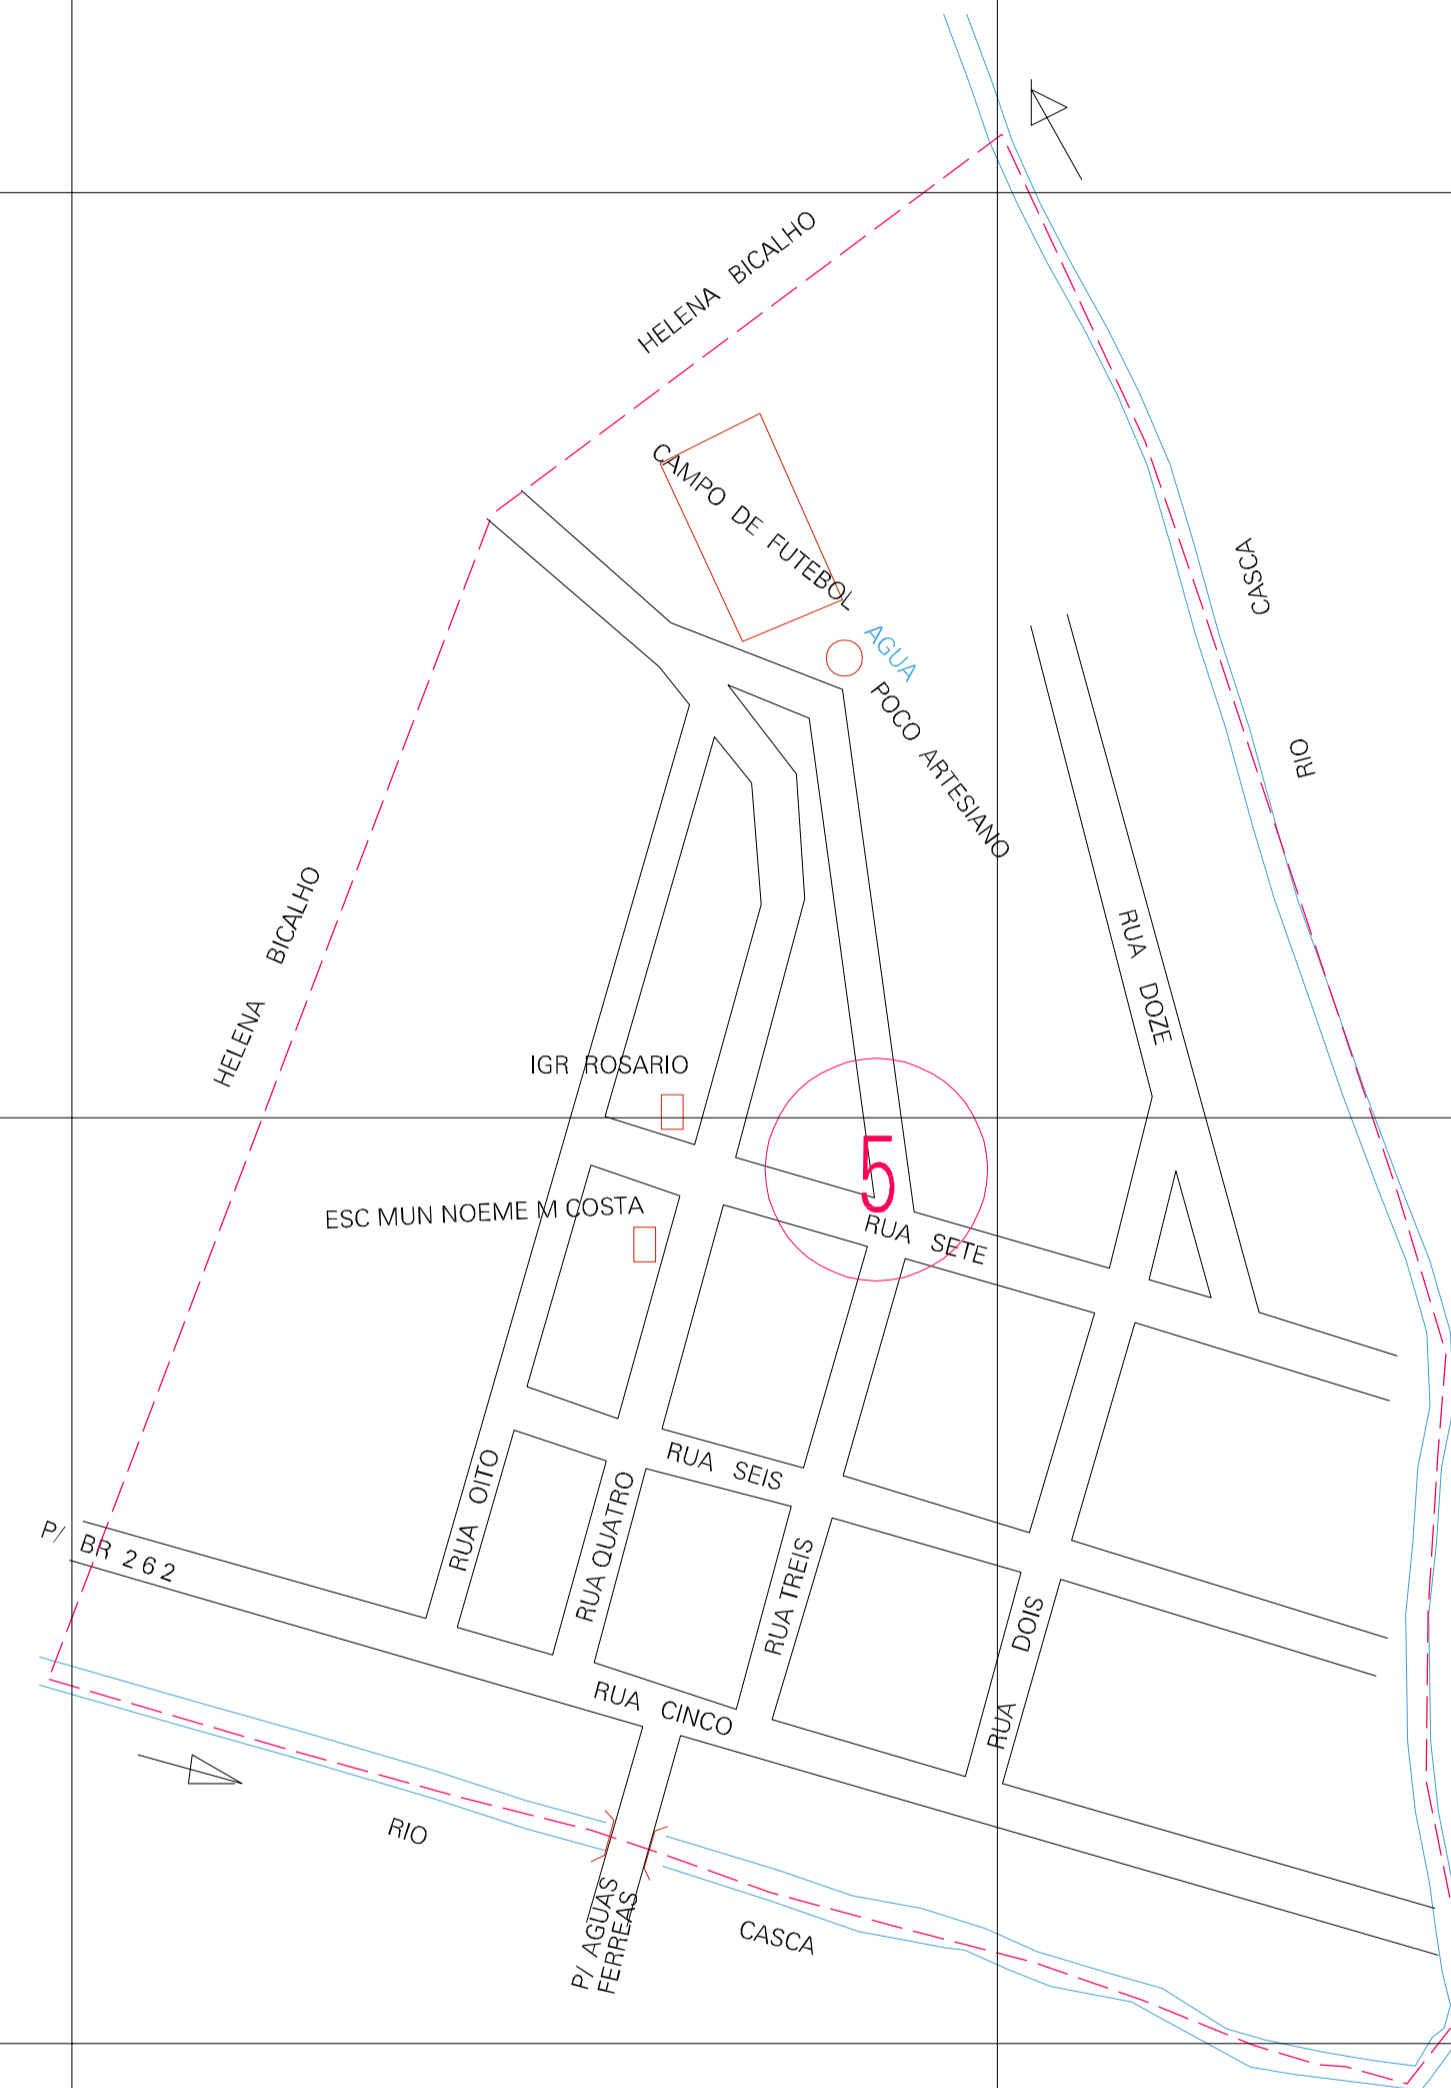 HELENA BICALHO
CAMPO DE FUTEBOL
AGUA
POCO ARTESIANO
CASCA
RIO
HELENA BICALHO
RUA DOZE
IGR ROSARIO
5
ESC MUN NOEME M COSTA
RUA SETE
RUA SEIS
RUA OITO
RUA QUATRO
RUA TREIS
RUA DOIS
P/ BR 262
RUA CINCO
RIO
CASCA
P/ AGUAS
FERREAS